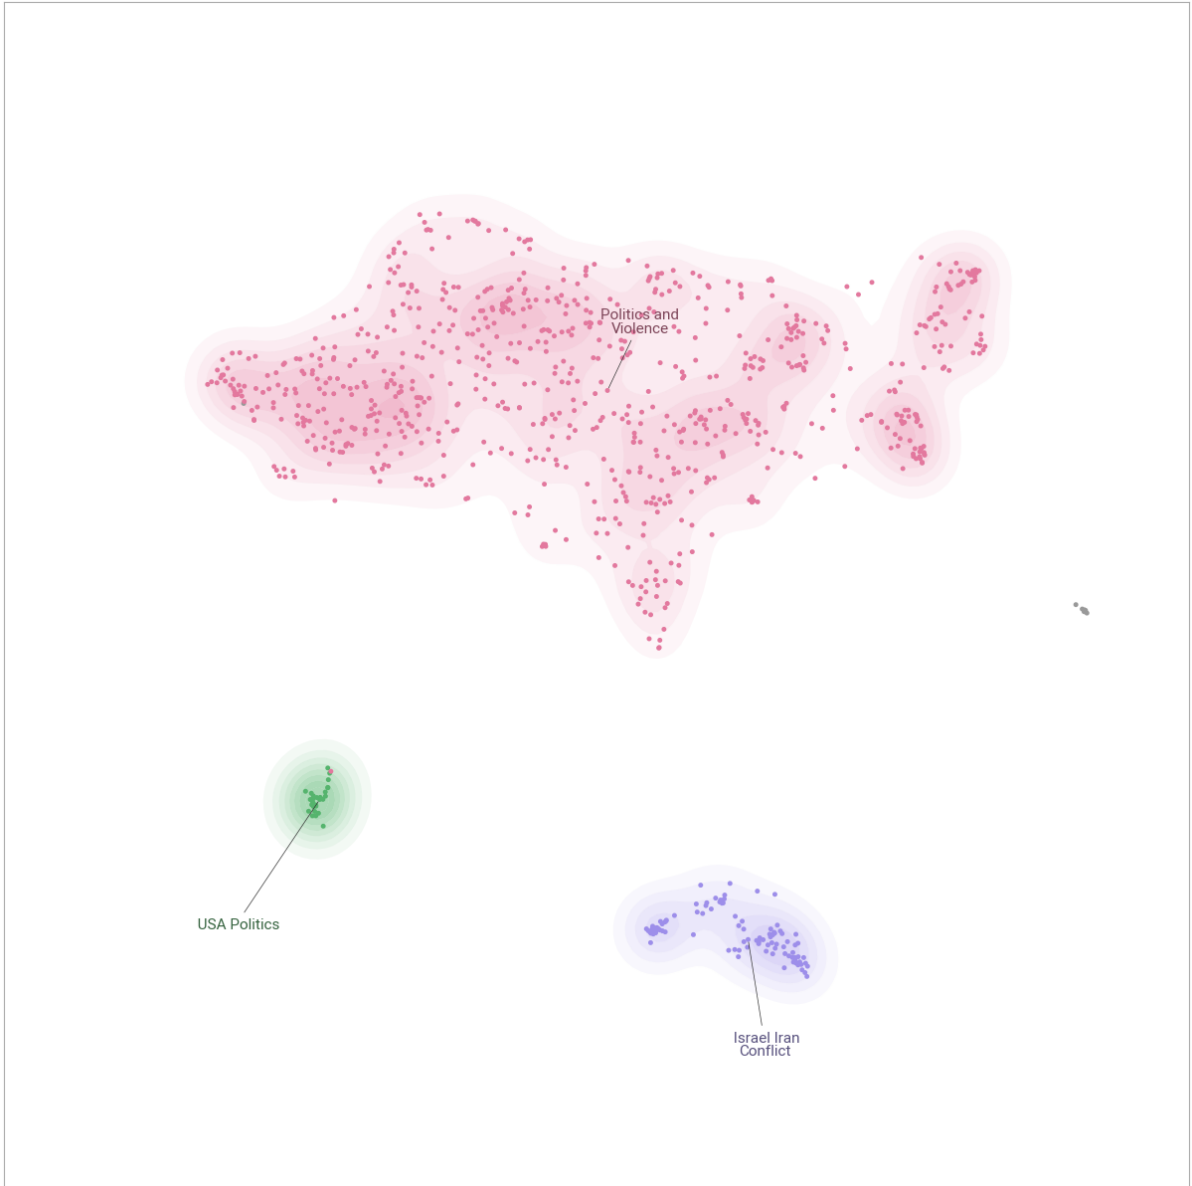 Politics and
Violence
USA Politics
Israel Iran
Conflict